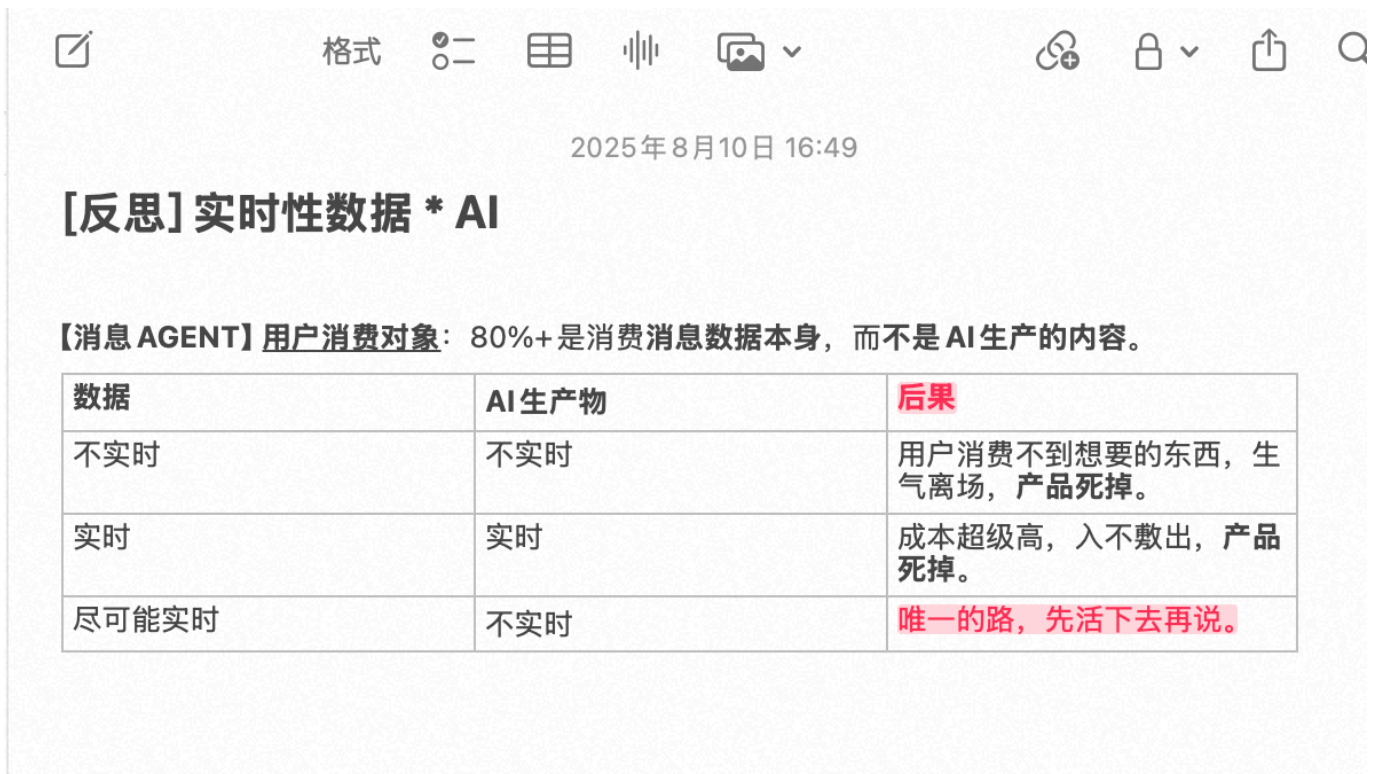 格式
2025年8月10日 16:49
[反思] 实时性数据 * AI
【消息 AGENT】用户消费对象：80%+是消费消息数据本身，而不是 AI 生产的内容。
数据
AI 生产物
后果
不实时
不实时
用户消费不到想要的东西，生
气离场，产品死掉。
实时
实时
成本超级高，入不敷出，产品
死掉。
尽可能实时
不实时
唯一的路，先活下去再说。